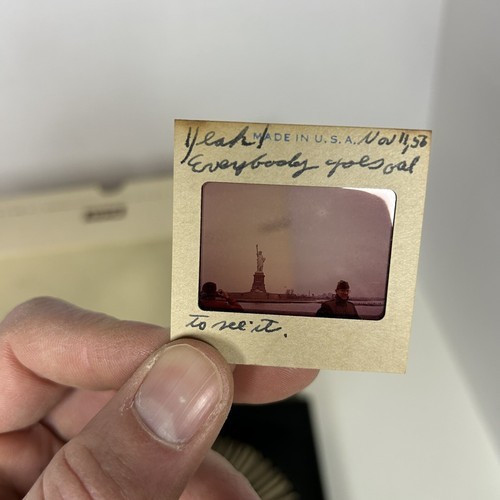 Yeah! MADE IN U.S.A. Nov 11, 56
Everybody goes out
to see it.